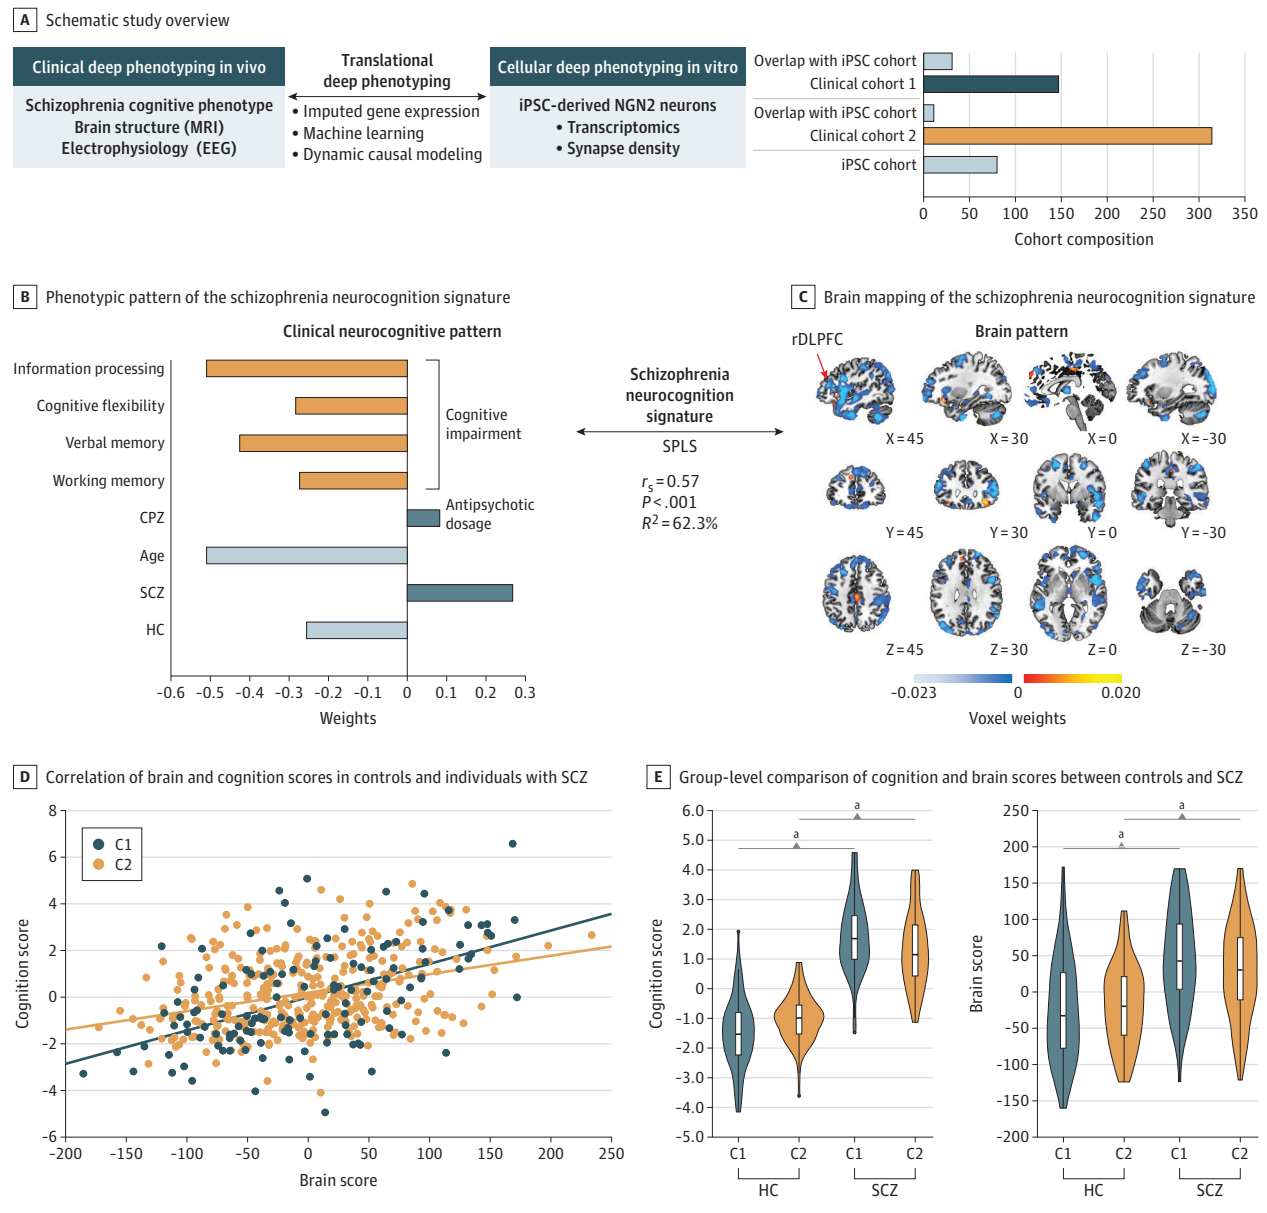 A Schematic study overview
Clinical deep phenotyping in vivo
Schizophrenia cognitive phenotype
Brain structure (MRI)
Electrophysiology (EEG)
Translational
deep phenotyping
• Imputed gene expression
• Machine learning
• Dynamic causal modeling
Cellular deep phenotyping in vitro
iPSC-derived NGN2 neurons
• Transcriptomics
• Synapse density
Overlap with iPSC cohort
Clinical cohort 1
Overlap with iPSC cohort
Clinical cohort 2
iPSC cohort
0 50 100 150 200 250 300 350
Cohort composition
B Phenotypic pattern of the schizophrenia neurocognition signature
Clinical neurocognitive pattern
Information processing
Cognitive flexibility
Verbal memory
Working memory
CPZ
Age
SCZ
HC
Cognitive
impairment
Antipsychotic
dosage
-0.6 -0.5 -0.4 -0.3 -0.2 -0.1 0 0.1 0.2 0.3
Weights
Schizophrenia
neurocognition
signature
SPLS
rs = 0.57
P < .001
R2 = 62.3%
C Brain mapping of the schizophrenia neurocognition signature
Brain pattern
rDLPFC
X = 45 X = 30 X = 0 X = -30
Y = 45 Y = 30 Y = 0 Y = -30
Z = 45 Z = 30 Z = 0 Z = -30
-0.023 0 0.020
Voxel weights
D Correlation of brain and cognition scores in controls and individuals with SCZ
C1
C2
8
6
4
2
0
-2
-4
-6
Cognition score
-200 -150 -100 -50 0 50 100 150 200 250
Brain score
E Group-level comparison of cognition and brain scores between controls and SCZ
a
a
6.0
5.0
4.0
3.0
2.0
1.0
0
-1.0
-2.0
-3.0
-4.0
-5.0
Cognition score
C1 C2 C1 C2
HC SCZ
a
a
250
200
150
100
50
0
-50
-100
-150
-200
Brain score
C1 C2 C1 C2
HC SCZ